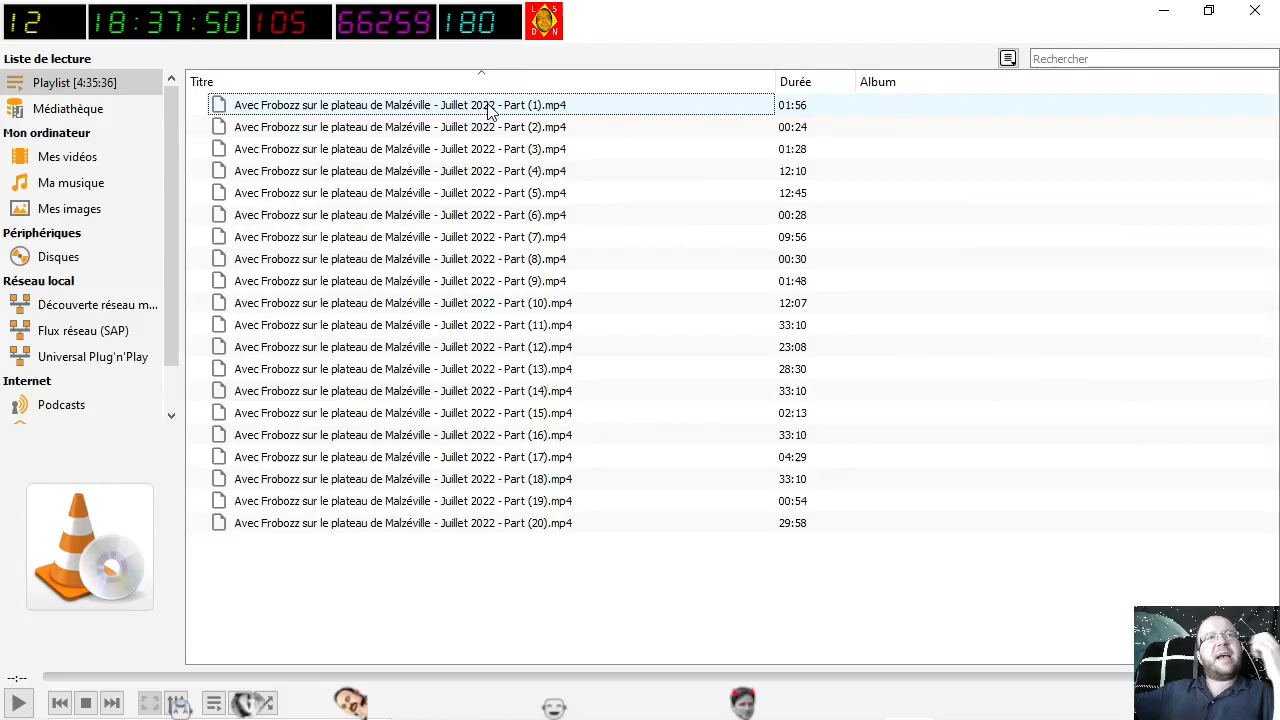 12 18:37:50 105 66259 180 S D N
Liste de lecture
Rechercher
Playlist [4:35:36]
Médiathèque
Mon ordinateur
Mes vidéos
Ma musique
Mes images
Périphériques
Disques
Réseau local
Découverte réseau m...
Flux réseau (SAP)
Universal Plug'n'Play
Internet
Podcasts
Titre Durée Album
Avec Frobozz sur le plateau de Malzéville - Juillet 2022 - Part (1).mp4 01:56
Avec Frobozz sur le plateau de Malzéville - Juillet 2022 - Part (2).mp4 00:24
Avec Frobozz sur le plateau de Malzéville - Juillet 2022 - Part (3).mp4 01:28
Avec Frobozz sur le plateau de Malzéville - Juillet 2022 - Part (4).mp4 12:10
Avec Frobozz sur le plateau de Malzéville - Juillet 2022 - Part (5).mp4 12:45
Avec Frobozz sur le plateau de Malzéville - Juillet 2022 - Part (6).mp4 00:28
Avec Frobozz sur le plateau de Malzéville - Juillet 2022 - Part (7).mp4 09:56
Avec Frobozz sur le plateau de Malzéville - Juillet 2022 - Part (8).mp4 00:30
Avec Frobozz sur le plateau de Malzéville - Juillet 2022 - Part (9).mp4 01:48
Avec Frobozz sur le plateau de Malzéville - Juillet 2022 - Part (10).mp4 12:07
Avec Frobozz sur le plateau de Malzéville - Juillet 2022 - Part (11).mp4 33:10
Avec Frobozz sur le plateau de Malzéville - Juillet 2022 - Part (12).mp4 23:08
Avec Frobozz sur le plateau de Malzéville - Juillet 2022 - Part (13).mp4 28:30
Avec Frobozz sur le plateau de Malzéville - Juillet 2022 - Part (14).mp4 33:10
Avec Frobozz sur le plateau de Malzéville - Juillet 2022 - Part (15).mp4 02:13
Avec Frobozz sur le plateau de Malzéville - Juillet 2022 - Part (16).mp4 33:10
Avec Frobozz sur le plateau de Malzéville - Juillet 2022 - Part (17).mp4 04:29
Avec Frobozz sur le plateau de Malzéville - Juillet 2022 - Part (18).mp4 33:10
Avec Frobozz sur le plateau de Malzéville - Juillet 2022 - Part (19).mp4 00:54
Avec Frobozz sur le plateau de Malzéville - Juillet 2022 - Part (20).mp4 29:58
--:--